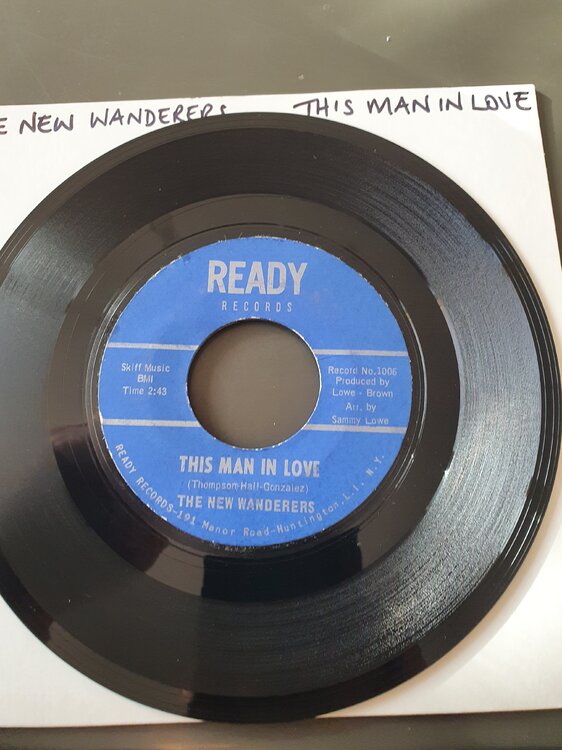 E NEW WANDERERS THIS MAN IN LOVE
READY
RECORDS
Skiff Music
BMI
Time 2:43
Record No.1006
Produced by
Lowe - Brown
Arr. by
Sammy Lowe
THIS MAN IN LOVE
(Thompson-Hall-Gonzalez)
THE NEW WANDERERS
READY RECORDS-191 Manor Road-Huntington, L.I. N.Y.